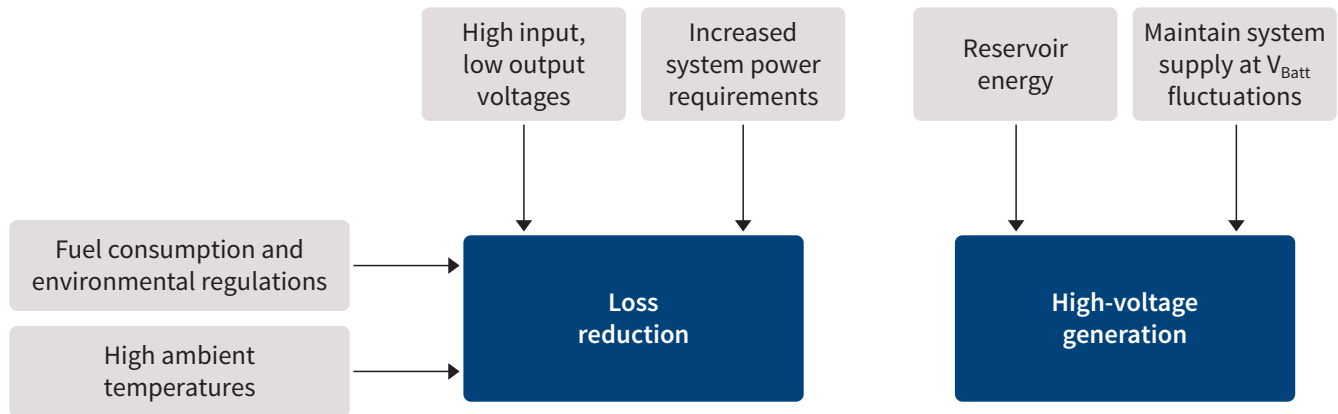 High input,
low output
voltages
Increased
system power
requirements
Reservoir
energy
Maintain system
supply at V_Batt
fluctuations
Fuel consumption and
environmental regulations
High ambient
temperatures
Loss
reduction
High-voltage
generation